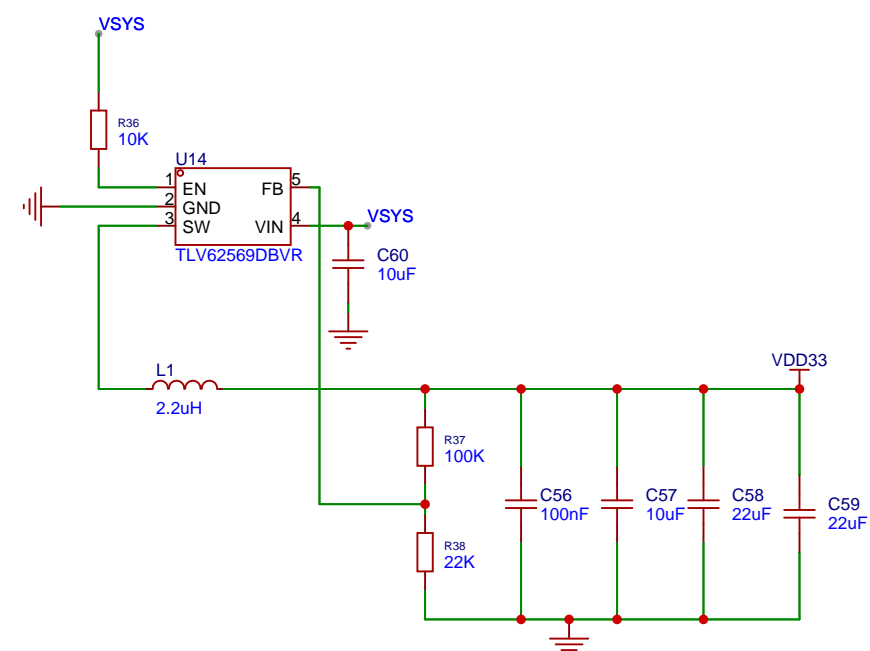 VSYS
R36
10K
U14
1 EN FB 5
2 GND
3 SW VIN 4
TLV62569DBVR
VSYS
C60
10uF
L1
2.2uH
VDD33
R37
100K
C56
100nF
C57
10uF
C58
22uF
C59
22uF
R38
22K